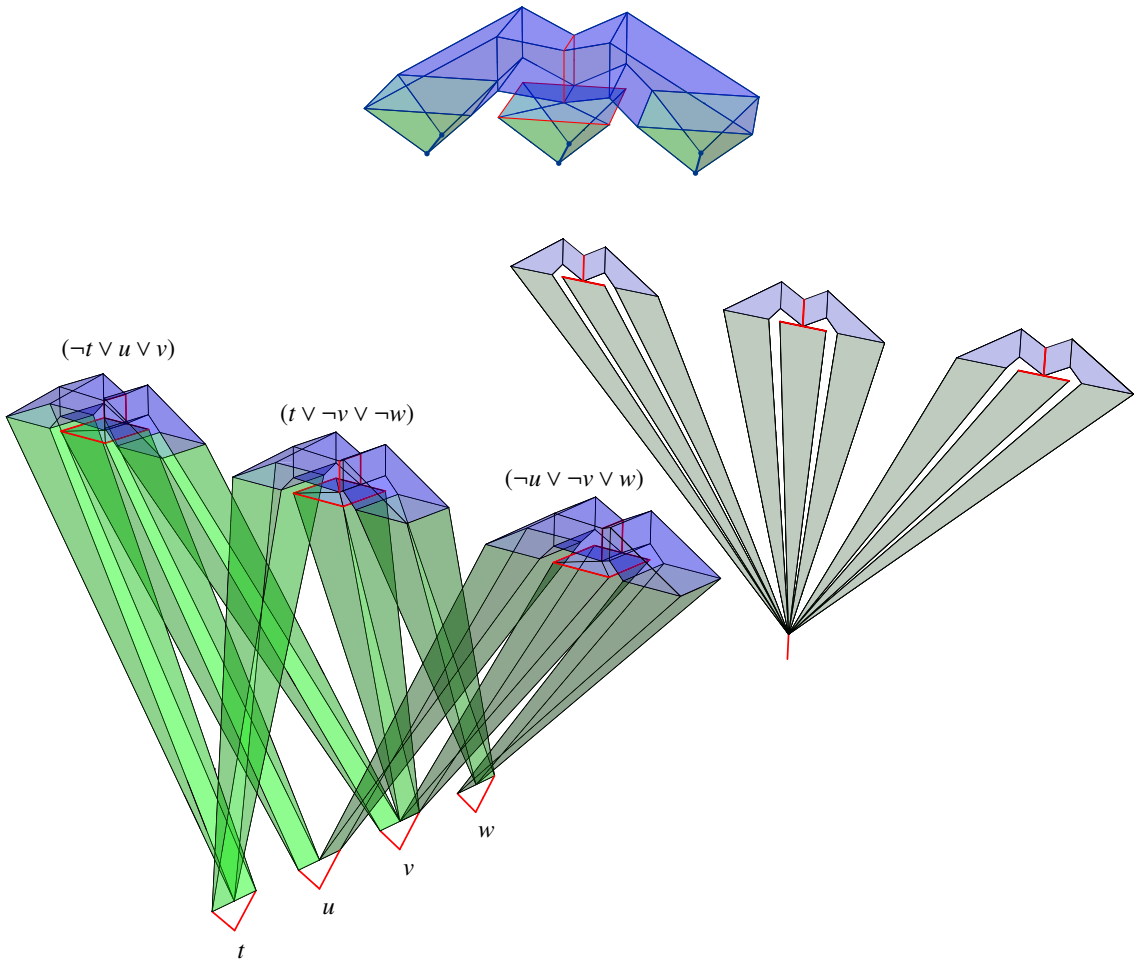 (¬t ∨ u ∨ v)
(t ∨ ¬v ∨ ¬w)
(¬u ∨ ¬v ∨ w)
w
v
u
t